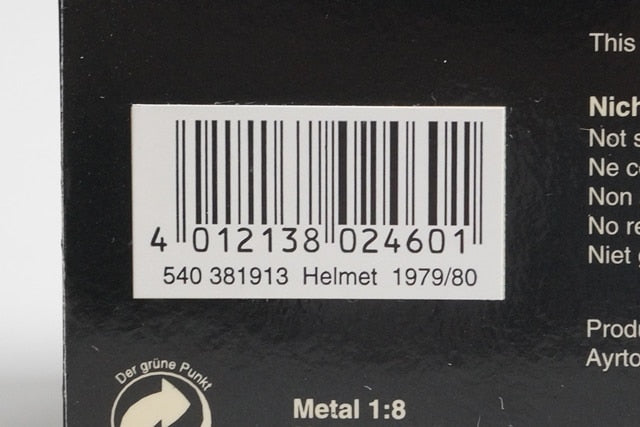 4 012138 024601
540 381913 Helmet 1979/80
This
Nich
Not s
Ne c
Non
No re
Niet
Produ
Ayrto
Der grüne Punkt
Metal 1:8